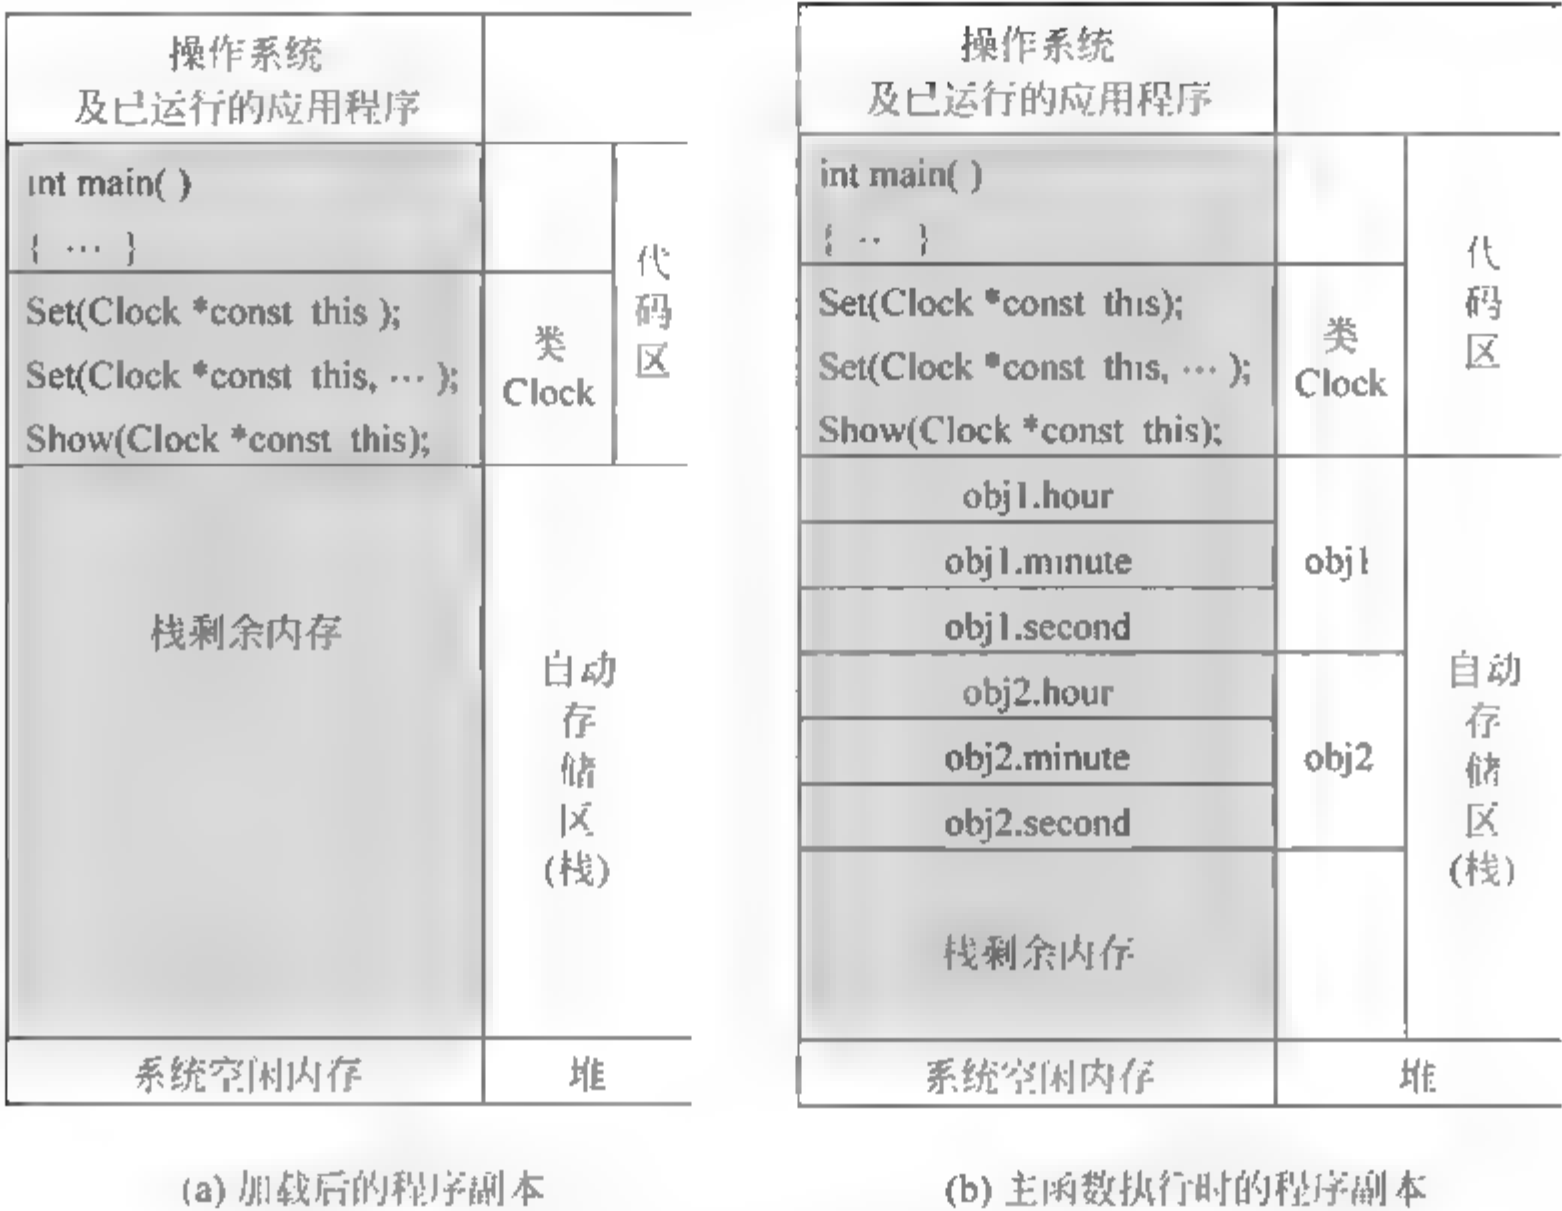 操作系统
及已运行的应用程序
int main( )
{ ··· }
Set(Clock *const this );
Set(Clock *const this, ··· );
Show(Clock *const this);
类
Clock
代
码
区
栈剩余内存
自动
存
储
区
(栈)
系统空闲内存
堆
(a) 加载后的程序副本
操作系统
及已运行的应用程序
int main( )
{ ·· }
Set(Clock *const this);
Set(Clock *const this, ··· );
Show(Clock *const this);
类
Clock
代
码
区
obj1.hour
obj1.minute
obj1.second
obj1
obj2.hour
obj2.minute
obj2.second
obj2
自动
存
储
区
(栈)
栈剩余内存
系统空闲内存
堆
(b) 主函数执行时的程序副本